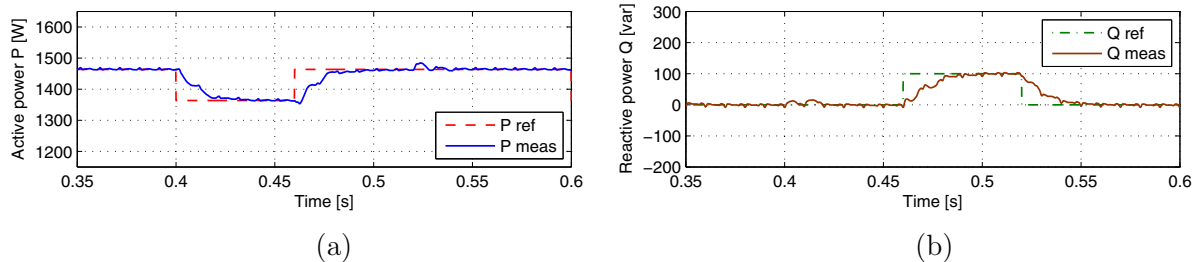 Active power P [W]
1600
1500
1400
1300
1200
P ref
P meas
0.35
0.4
0.45
0.5
0.55
0.6
Time [s]
(a)
Reactive power Q [var]
300
200
100
0
−100
−200
Q ref
Q meas
0.35
0.4
0.45
0.5
0.55
0.6
Time [s]
(b)